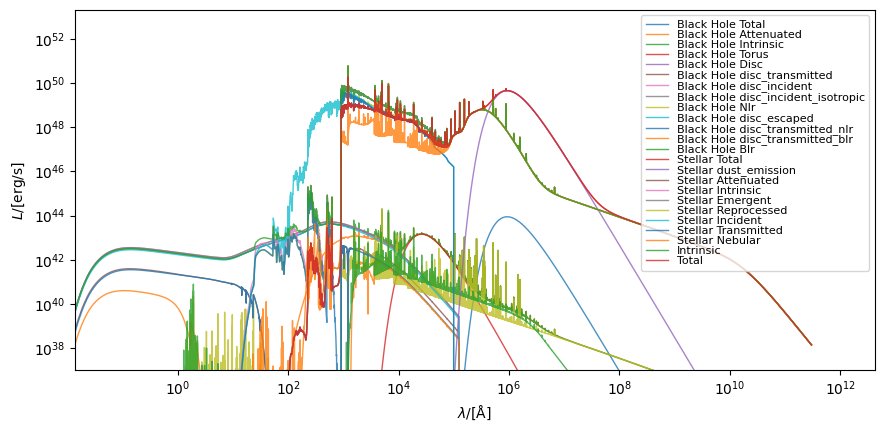 10^52
10^50
10^48
10^46
10^44
10^42
10^40
10^38
L/[erg/s]
Black Hole Total
Black Hole Attenuated
Black Hole Intrinsic
Black Hole Torus
Black Hole Disc
Black Hole disc_transmitted
Black Hole disc_incident
Black Hole disc_incident_isotropic
Black Hole Nlr
Black Hole disc_escaped
Black Hole disc_transmitted_nlr
Black Hole disc_transmitted_blr
Black Hole Blr
Stellar Total
Stellar dust_emission
Stellar Attenuated
Stellar Intrinsic
Stellar Emergent
Stellar Reprocessed
Stellar Incident
Stellar Transmitted
Stellar Nebular
Intrinsic
Total
10^0 10^2 10^4 10^6 10^8 10^10 10^12
λ/[Å]